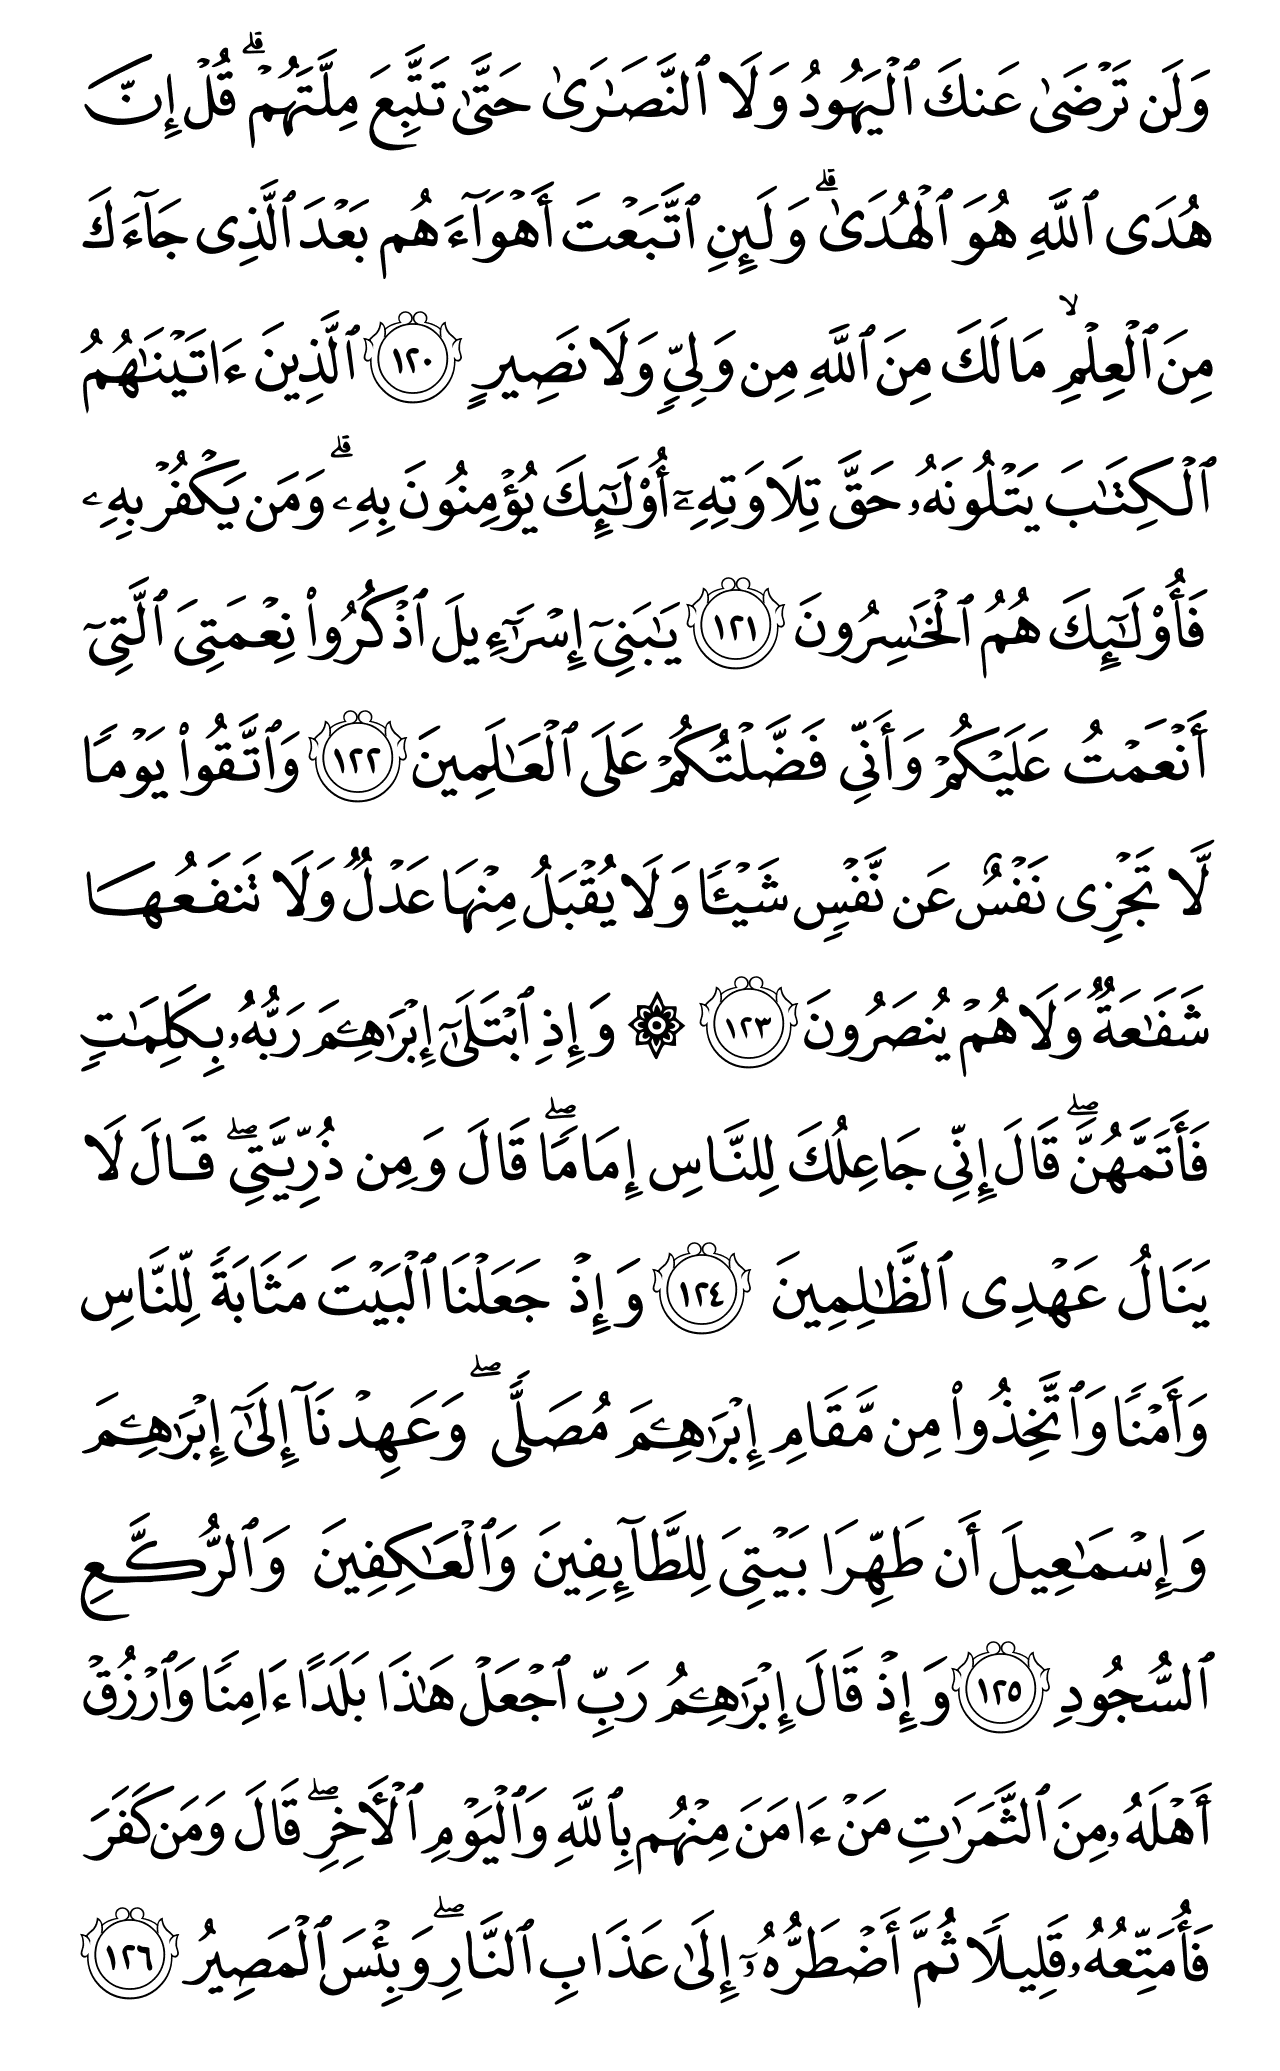 وَلَن تَرْضَىٰ عَنكَ ٱلْيَهُودُ وَلَا ٱلنَّصَـٰرَىٰ حَتَّىٰ تَتَّبِعَ مِلَّتَهُمْ ۗ قُلْ إِنَّ
هُدَى ٱللَّهِ هُوَ ٱلْهُدَىٰ ۗ وَلَئِنِ ٱتَّبَعْتَ أَهْوَآءَهُم بَعْدَ ٱلَّذِى جَآءَكَ
مِنَ ٱلْعِلْمِ ۙ مَا لَكَ مِنَ ٱللَّهِ مِن وَلِىٍّ وَلَا نَصِيرٍ ١٢٠ ٱلَّذِينَ ءَاتَيْنَـٰهُمُ
ٱلْكِتَـٰبَ يَتْلُونَهُۥ حَقَّ تِلَاوَتِهِۦٓ أُو۟لَـٰٓئِكَ يُؤْمِنُونَ بِهِۦ ۗ وَمَن يَكْفُرْ بِهِۦ
فَأُو۟لَـٰٓئِكَ هُمُ ٱلْخَـٰسِرُونَ ١٢١ يَـٰبَنِىٓ إِسْرَٰٓءِيلَ ٱذْكُرُوا۟ نِعْمَتِىَ ٱلَّتِىٓ
أَنْعَمْتُ عَلَيْكُمْ وَأَنِّى فَضَّلْتُكُمْ عَلَى ٱلْعَـٰلَمِينَ ١٢٢ وَٱتَّقُوا۟ يَوْمًا
لَّا تَجْزِى نَفْسٌ عَن نَّفْسٍ شَيْـًٔا وَلَا يُقْبَلُ مِنْهَا عَدْلٌ وَلَا تَنفَعُهَا
شَفَـٰعَةٌ وَلَا هُمْ يُنصَرُونَ ١٢٣ ۞ وَإِذِ ٱبْتَلَىٰٓ إِبْرَٰهِـۧمَ رَبُّهُۥ بِكَلِمَـٰتٍ
فَأَتَمَّهُنَّ ۖ قَالَ إِنِّى جَاعِلُكَ لِلنَّاسِ إِمَامًا ۖ قَالَ وَمِن ذُرِّيَّتِى ۖ قَالَ لَا
يَنَالُ عَهْدِى ٱلظَّـٰلِمِينَ ١٢٤ وَإِذْ جَعَلْنَا ٱلْبَيْتَ مَثَابَةً لِّلنَّاسِ
وَأَمْنًا وَٱتَّخِذُوا۟ مِن مَّقَامِ إِبْرَٰهِـۧمَ مُصَلًّى ۖ وَعَهِدْنَآ إِلَىٰٓ إِبْرَٰهِـۧمَ
وَإِسْمَـٰعِيلَ أَن طَهِّرَا بَيْتِىَ لِلطَّآئِفِينَ وَٱلْعَـٰكِفِينَ وَٱلرُّكَّعِ
ٱلسُّجُودِ ١٢٥ وَإِذْ قَالَ إِبْرَٰهِـۧمُ رَبِّ ٱجْعَلْ هَـٰذَا بَلَدًا ءَامِنًا وَٱرْزُقْ
أَهْلَهُۥ مِنَ ٱلثَّمَرَٰتِ مَنْ ءَامَنَ مِنْهُم بِٱللَّهِ وَٱلْيَوْمِ ٱلْـَٔاخِرِ ۖ قَالَ وَمَن كَفَرَ
فَأُمَتِّعُهُۥ قَلِيلًا ثُمَّ أَضْطَرُّهُۥٓ إِلَىٰ عَذَابِ ٱلنَّارِ ۖ وَبِئْسَ ٱلْمَصِيرُ ١٢٦